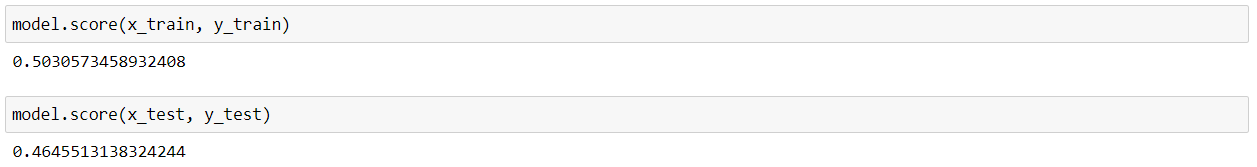 model.score(x_train, y_train)
0.5030573458932408
model.score(x_test, y_test)
0.4645513138324244